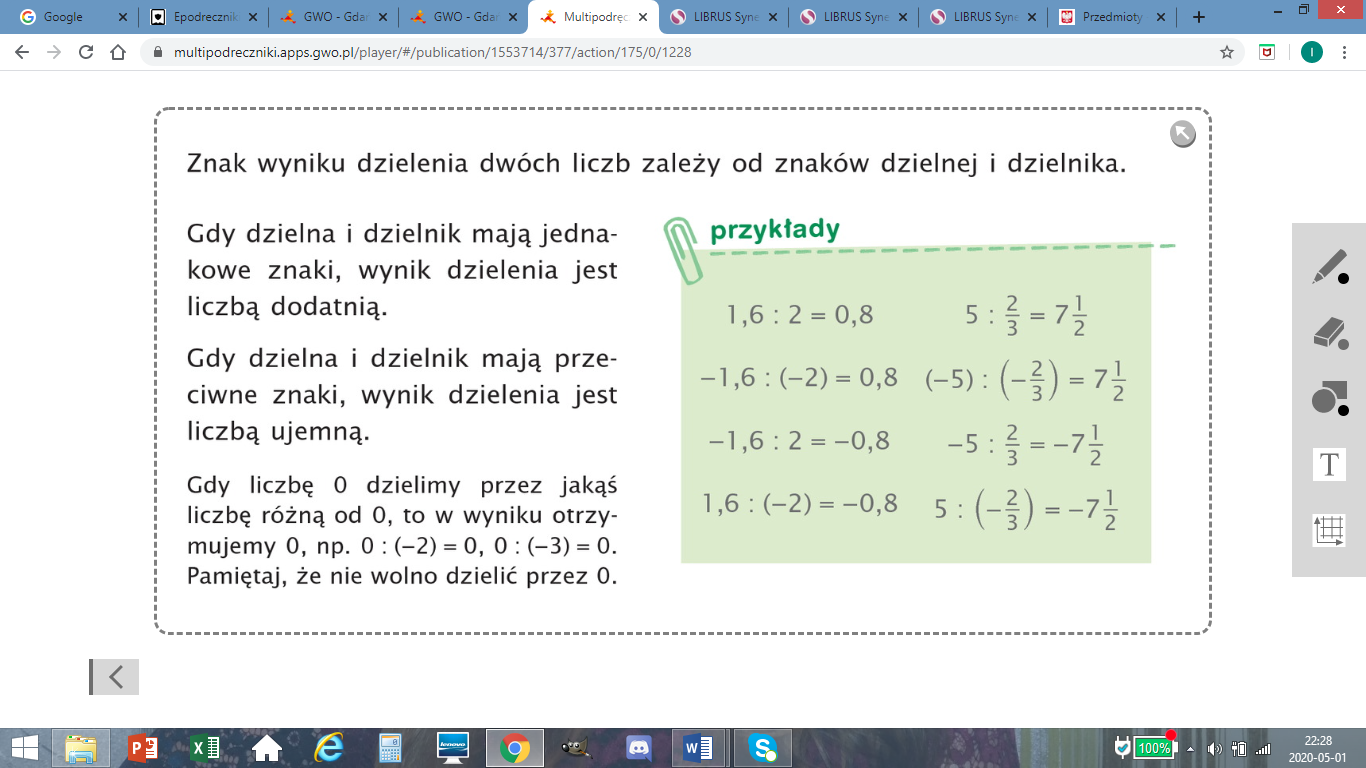 Google
Epodręcznik
GWO - Gdań
GWO - Gdań
Multipodręc
LIBRUS Syne
LIBRUS Syne
LIBRUS Syne
Przedmioty
multipodreczniki.apps.gwo.pl/player/#/publication/1553714/377/action/175/0/1228
I
Znak wyniku dzielenia dwóch liczb zależy od znaków dzielnej i dzielnika.
Gdy dzielna i dzielnik mają jedna-
kowe znaki, wynik dzielenia jest
liczbą dodatnią.
Gdy dzielna i dzielnik mają prze-
ciwne znaki, wynik dzielenia jest
liczbą ujemną.
Gdy liczbę 0 dzielimy przez jakąś
liczbę różną od 0, to w wyniku otrzy-
mujemy 0, np. 0 : (−2) = 0, 0 : (−3) = 0.
Pamiętaj, że nie wolno dzielić przez 0.
przykłady
1,6 : 2 = 0,8 5 : 2/3 = 7 1/2
−1,6 : (−2) = 0,8 (−5) : (−2/3) = 7 1/2
−1,6 : 2 = −0,8 −5 : 2/3 = −7 1/2
1,6 : (−2) = −0,8 5 : (−2/3) = −7 1/2
T
lenovo
100%
22:28
2020-05-01